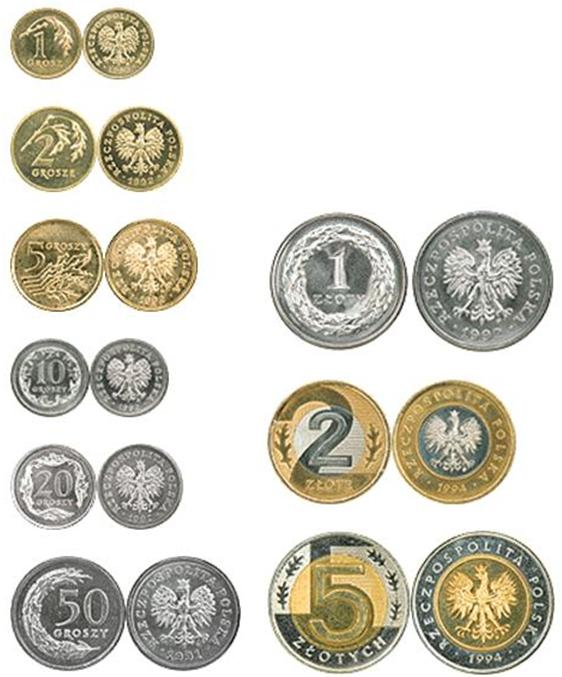 1
GROSZ
RZECZPOSPOLITA POLSKA
2
GROSZE
RZECZPOSPOLITA POLSKA
1992
5 GROSZY
RZECZPOSPOLITA POLSKA
10
GROSZY
RZECZPOSPOLITA POLSKA
20
GROSZY
RZECZPOSPOLITA POLSKA
50
GROSZY
RZECZPOSPOLITA POLSKA
1
ZŁOTY
RZECZPOSPOLITA POLSKA
1992
2
ZŁOTE
RZECZPOSPOLITA POLSKA
1994
5
ZŁOTYCH
RZECZPOSPOLITA POLSKA
1994